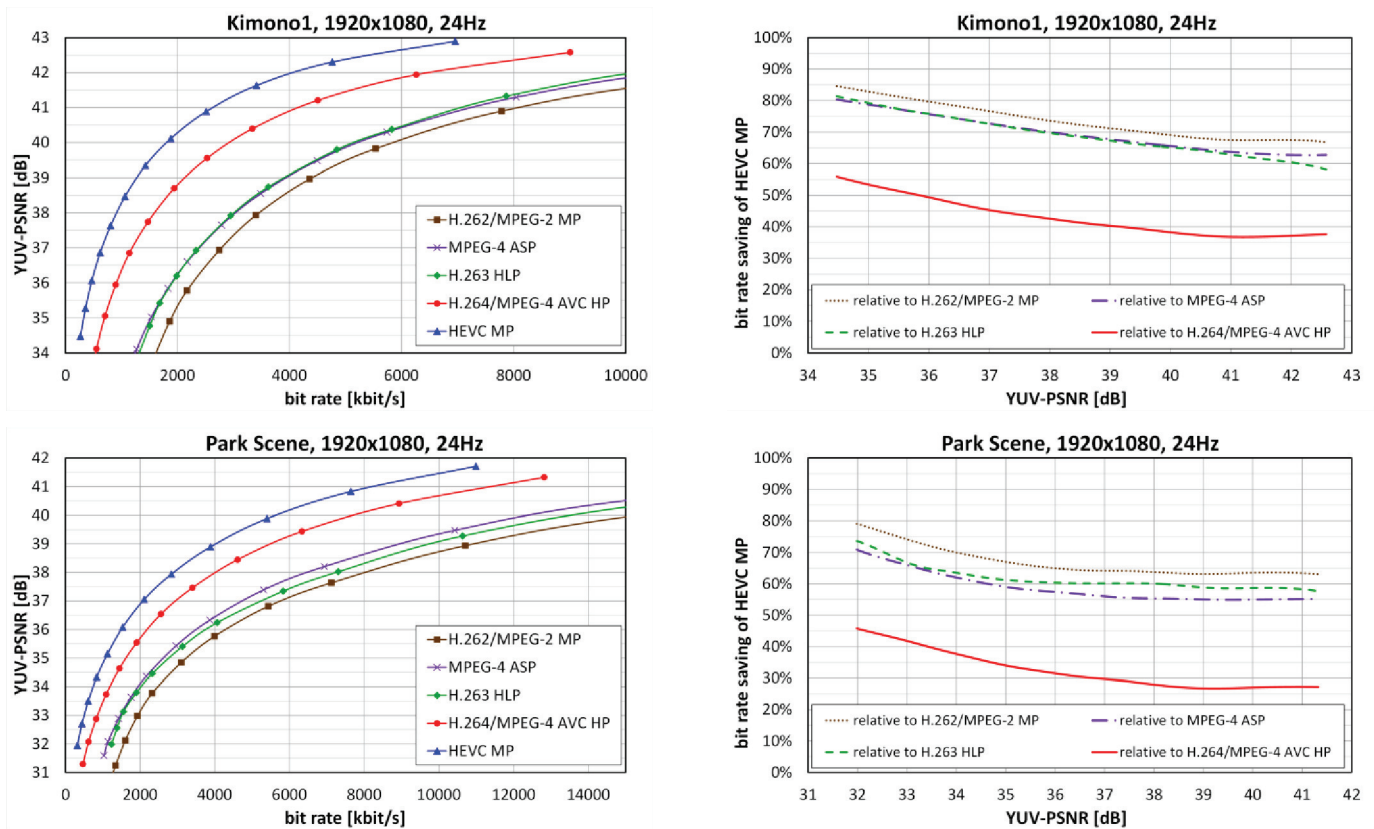 Kimono1, 1920x1080, 24Hz
YUV-PSNR [dB]
43
42
41
40
39
38
37
36
35
34
0 2000 4000 6000 8000 10000
bit rate [kbit/s]
H.262/MPEG-2 MP
MPEG-4 ASP
H.263 HLP
H.264/MPEG-4 AVC HP
HEVC MP
Kimono1, 1920x1080, 24Hz
bit rate saving of HEVC MP
100%
90%
80%
70%
60%
50%
40%
30%
20%
10%
0%
34 35 36 37 38 39 40 41 42 43
YUV-PSNR [dB]
relative to H.262/MPEG-2 MP
relative to MPEG-4 ASP
relative to H.263 HLP
relative to H.264/MPEG-4 AVC HP
Park Scene, 1920x1080, 24Hz
YUV-PSNR [dB]
42
41
40
39
38
37
36
35
34
33
32
31
0 2000 4000 6000 8000 10000 12000 14000
bit rate [kbit/s]
H.262/MPEG-2 MP
MPEG-4 ASP
H.263 HLP
H.264/MPEG-4 AVC HP
HEVC MP
Park Scene, 1920x1080, 24Hz
bit rate saving of HEVC MP
100%
90%
80%
70%
60%
50%
40%
30%
20%
10%
0%
31 32 33 34 35 36 37 38 39 40 41 42
YUV-PSNR [dB]
relative to H.262/MPEG-2 MP
relative to MPEG-4 ASP
relative to H.263 HLP
relative to H.264/MPEG-4 AVC HP